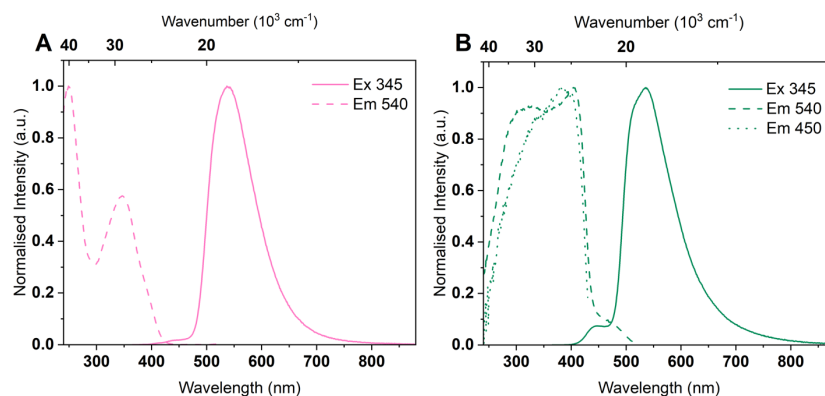 Wavenumber (10³ cm⁻¹)
40 30 20
A
Ex 345
Em 540
Normalised Intensity (a.u.)
1.0
0.8
0.6
0.4
0.2
0.0
300 400 500 600 700 800
Wavelength (nm)
Wavenumber (10³ cm⁻¹)
40 30 20
B
Ex 345
Em 540
Em 450
Normalised Intensity (a.u.)
1.0
0.8
0.6
0.4
0.2
0.0
300 400 500 600 700 800
Wavelength (nm)